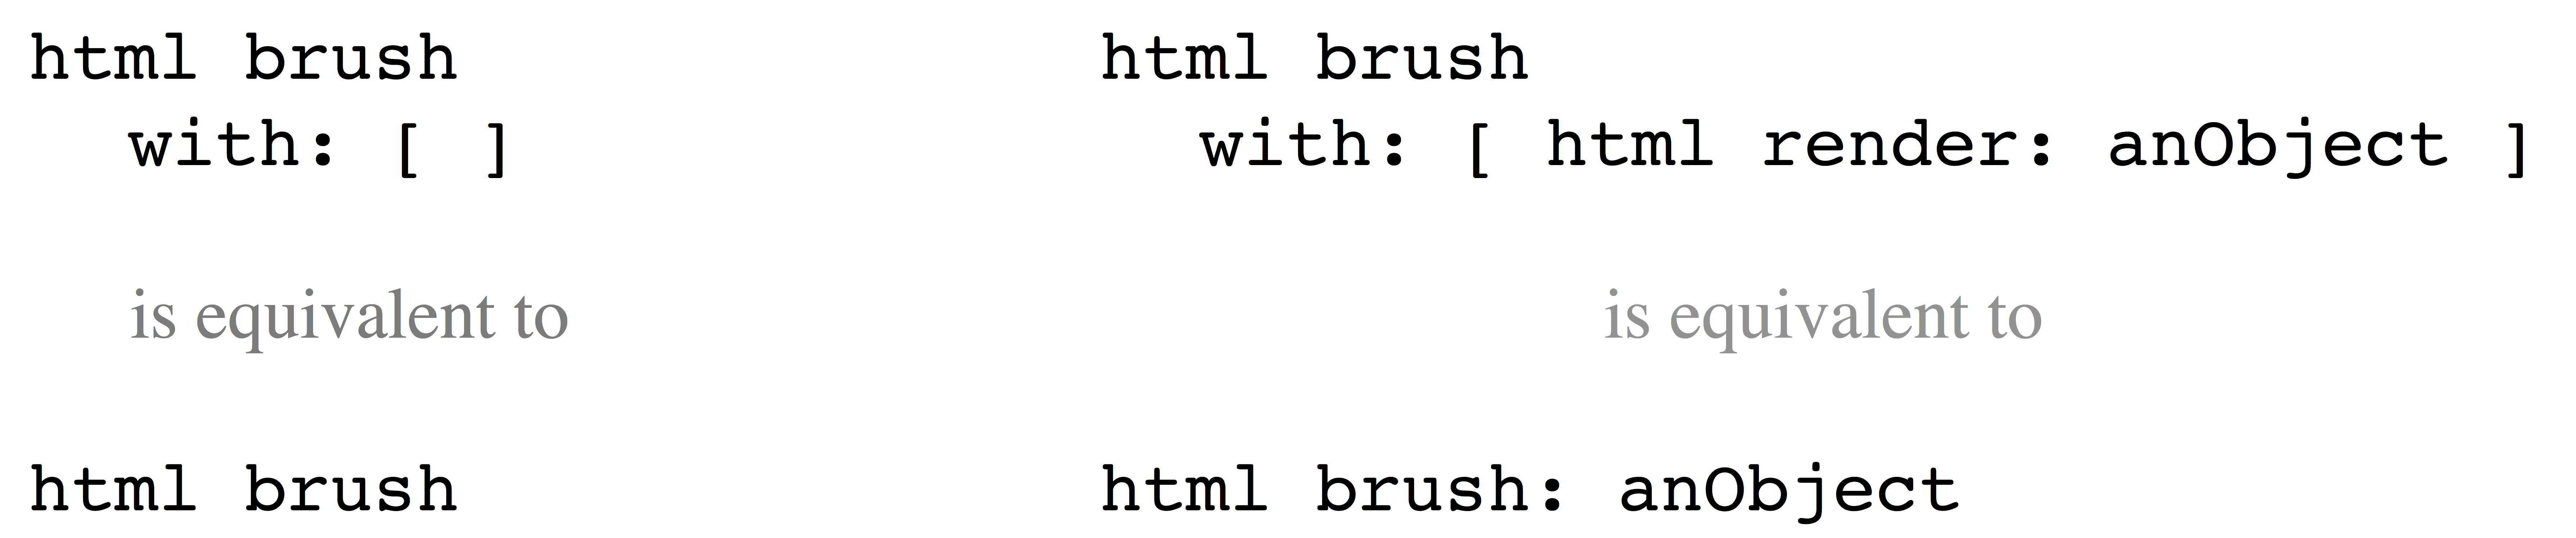 html brush
with: [ ]
is equivalent to
html brush
html brush
with: [ html render: anObject ]
is equivalent to
html brush: anObject